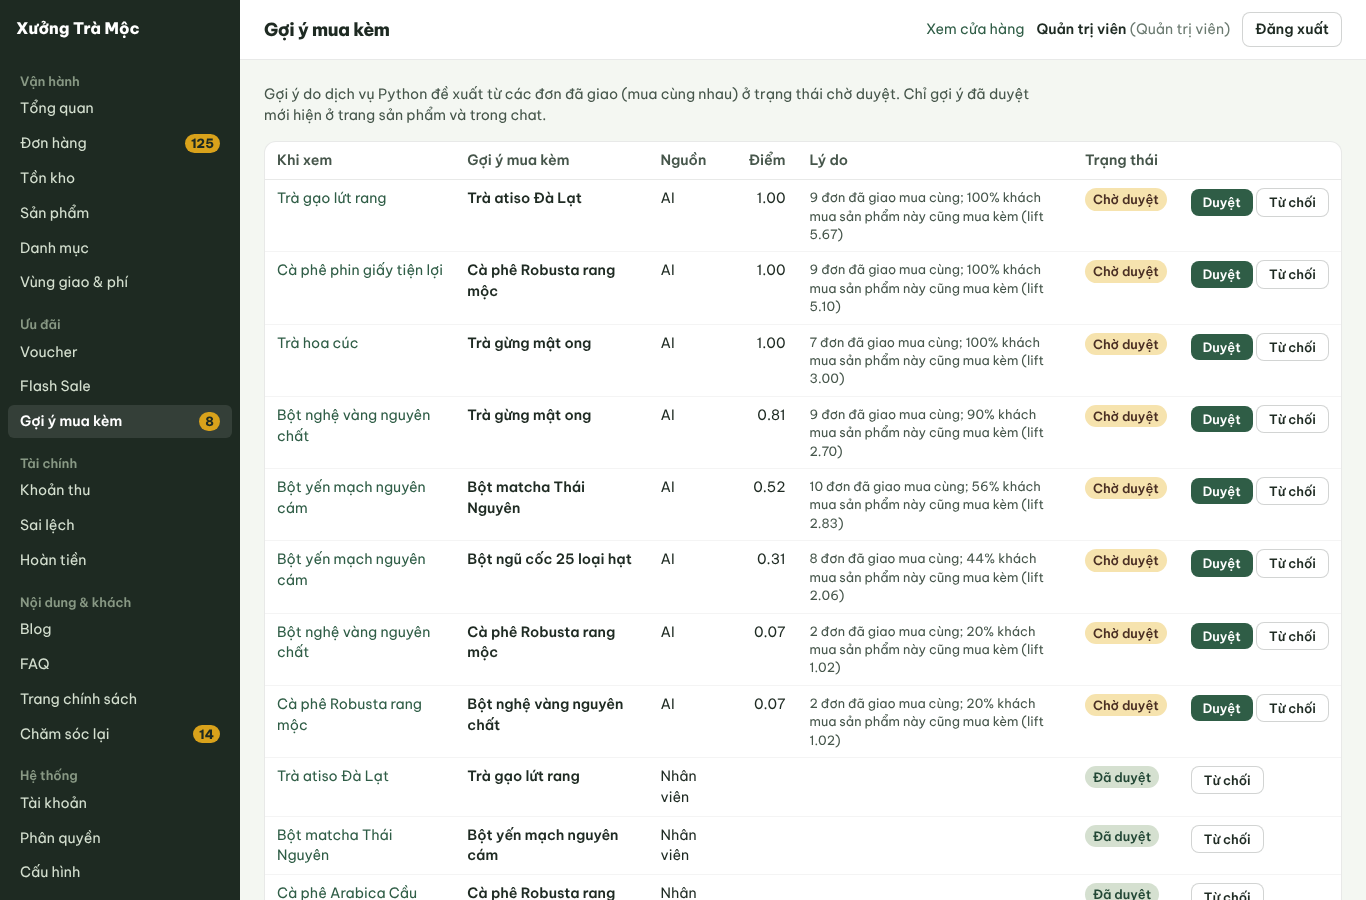 Xưởng Trà Mộc
Vận hành
Tổng quan
Đơn hàng 125
Tồn kho
Sản phẩm
Danh mục
Vùng giao & phí
Ưu đãi
Voucher
Flash Sale
Gợi ý mua kèm 8
Tài chính
Khoản thu
Sai lệch
Hoàn tiền
Nội dung & khách
Blog
FAQ
Trang chính sách
Chăm sóc lại 14
Hệ thống
Tài khoản
Phân quyền
Cấu hình
Gợi ý mua kèm
Xem cửa hàng Quản trị viên (Quản trị viên) Đăng xuất
Gợi ý do dịch vụ Python đề xuất từ các đơn đã giao (mua cùng nhau) ở trạng thái chờ duyệt. Chỉ gợi ý đã duyệt
mới hiện ở trang sản phẩm và trong chat.
Khi xem Gợi ý mua kèm Nguồn Điểm Lý do Trạng thái
Trà gạo lứt rang Trà atiso Đà Lạt AI 1.00 9 đơn đã giao mua cùng; 100% khách
mua sản phẩm này cũng mua kèm (lift
5.67)
Chờ duyệt Duyệt Từ chối
Cà phê phin giấy tiện lợi Cà phê Robusta rang
mộc
AI 1.00 9 đơn đã giao mua cùng; 100% khách
mua sản phẩm này cũng mua kèm (lift
5.10)
Chờ duyệt Duyệt Từ chối
Trà hoa cúc Trà gừng mật ong AI 1.00 7 đơn đã giao mua cùng; 100% khách
mua sản phẩm này cũng mua kèm (lift
3.00)
Chờ duyệt Duyệt Từ chối
Bột nghệ vàng nguyên
chất
Trà gừng mật ong AI 0.81 9 đơn đã giao mua cùng; 90% khách
mua sản phẩm này cũng mua kèm (lift
2.70)
Chờ duyệt Duyệt Từ chối
Bột yến mạch nguyên
cám
Bột matcha Thái
Nguyên
AI 0.52 10 đơn đã giao mua cùng; 56% khách
mua sản phẩm này cũng mua kèm (lift
2.83)
Chờ duyệt Duyệt Từ chối
Bột yến mạch nguyên
cám
Bột ngũ cốc 25 loại hạt AI 0.31 8 đơn đã giao mua cùng; 44% khách
mua sản phẩm này cũng mua kèm (lift
2.06)
Chờ duyệt Duyệt Từ chối
Bột nghệ vàng nguyên
chất
Cà phê Robusta rang
mộc
AI 0.07 2 đơn đã giao mua cùng; 20% khách
mua sản phẩm này cũng mua kèm (lift
1.02)
Chờ duyệt Duyệt Từ chối
Cà phê Robusta rang
mộc
Bột nghệ vàng nguyên
chất
AI 0.07 2 đơn đã giao mua cùng; 20% khách
mua sản phẩm này cũng mua kèm (lift
1.02)
Chờ duyệt Duyệt Từ chối
Trà atiso Đà Lạt Trà gạo lứt rang Nhân
viên
Đã duyệt Từ chối
Bột matcha Thái
Nguyên
Bột yến mạch nguyên
cám
Nhân
viên
Đã duyệt Từ chối
Cà phê Arabica Cầu Cà phê Robusta rang Nhân Đã duyệt Từ chối